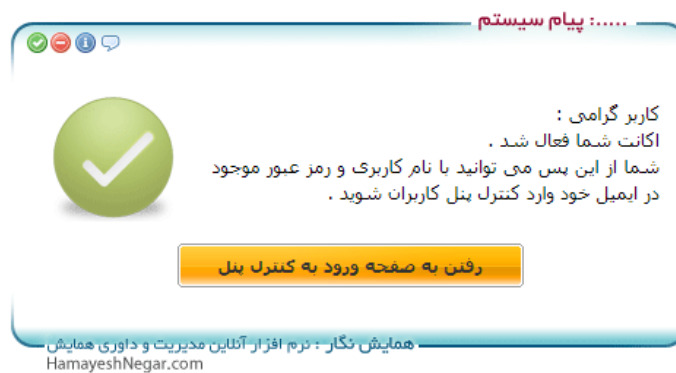 .....: پیام سیستم
کاربر گرامی :
اکانت شما فعال شد .
شما از این پس می توانید با نام کاربری و رمز عبور موجود
در ایمیل خود وارد کنترل پنل کاربران شوید .
رفتن به صفحه ورود به کنترل پنل
همایش نگار : نرم افزار آنلاین مدیریت و داوری همایش
HamayeshNegar.com